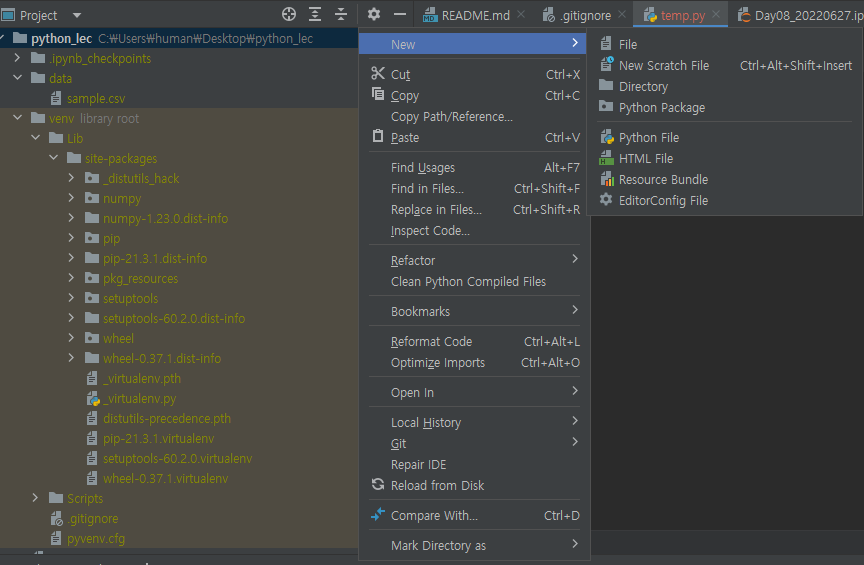 Project
README.md
.gitignore
temp.py
Day08_20220627.ip
python_lec C:₩Users₩human₩Desktop₩python_lec
.ipynb_checkpoints
data
sample.csv
venv library root
Lib
site-packages
_distutils_hack
numpy
numpy-1.23.0.dist-info
pip
pip-21.3.1.dist-info
pkg_resources
setuptools
setuptools-60.2.0.dist-info
wheel
wheel-0.37.1.dist-info
_virtualenv.pth
_virtualenv.py
distutils-precedence.pth
pip-21.3.1.virtualenv
setuptools-60.2.0.virtualenv
wheel-0.37.1.virtualenv
Scripts
.gitignore
pyvenv.cfg
New
Cut Ctrl+X
Copy Ctrl+C
Copy Path/Reference...
Paste Ctrl+V
Find Usages Alt+F7
Find in Files... Ctrl+Shift+F
Replace in Files... Ctrl+Shift+R
Inspect Code...
Refactor
Clean Python Compiled Files
Bookmarks
Reformat Code Ctrl+Alt+L
Optimize Imports Ctrl+Alt+O
Open In
Local History
Git
Repair IDE
Reload from Disk
Compare With... Ctrl+D
Mark Directory as
File
New Scratch File Ctrl+Alt+Shift+Insert
Directory
Python Package
Python File
HTML File
Resource Bundle
EditorConfig File